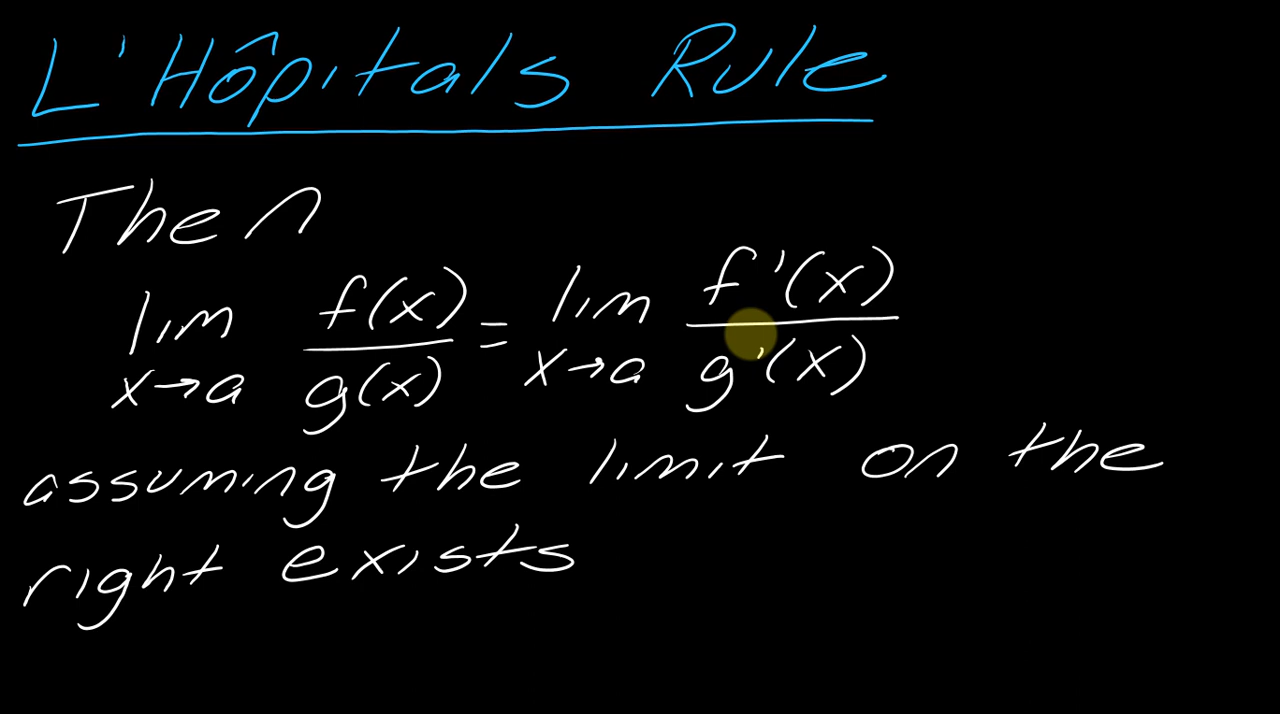 L'Hôpitals Rule
Then
lim x→a f(x)/g(x) = lim x→a f'(x)/g'(x)
assuming the limit on the
right exists